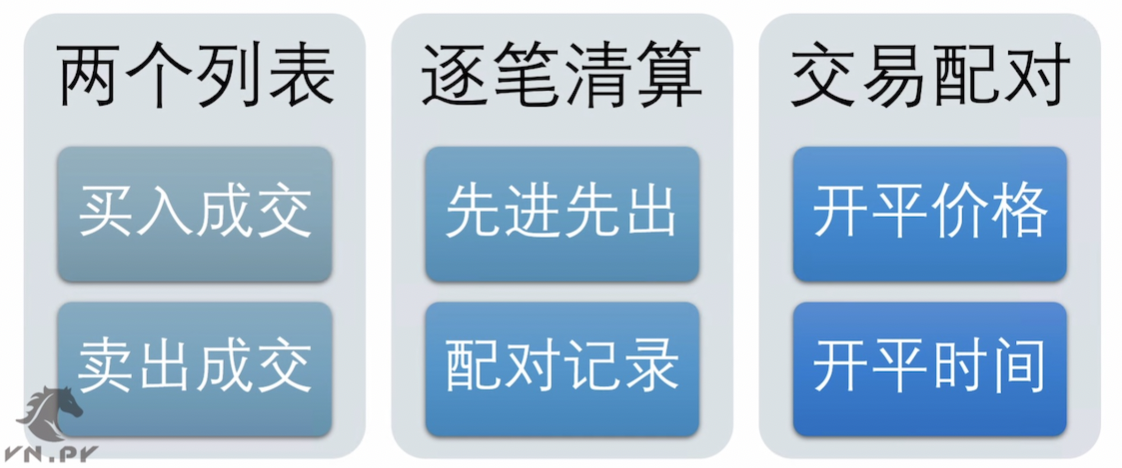 两个列表
买入成交
卖出成交
逐笔清算
先进先出
配对记录
交易配对
开平价格
开平时间
vn.py